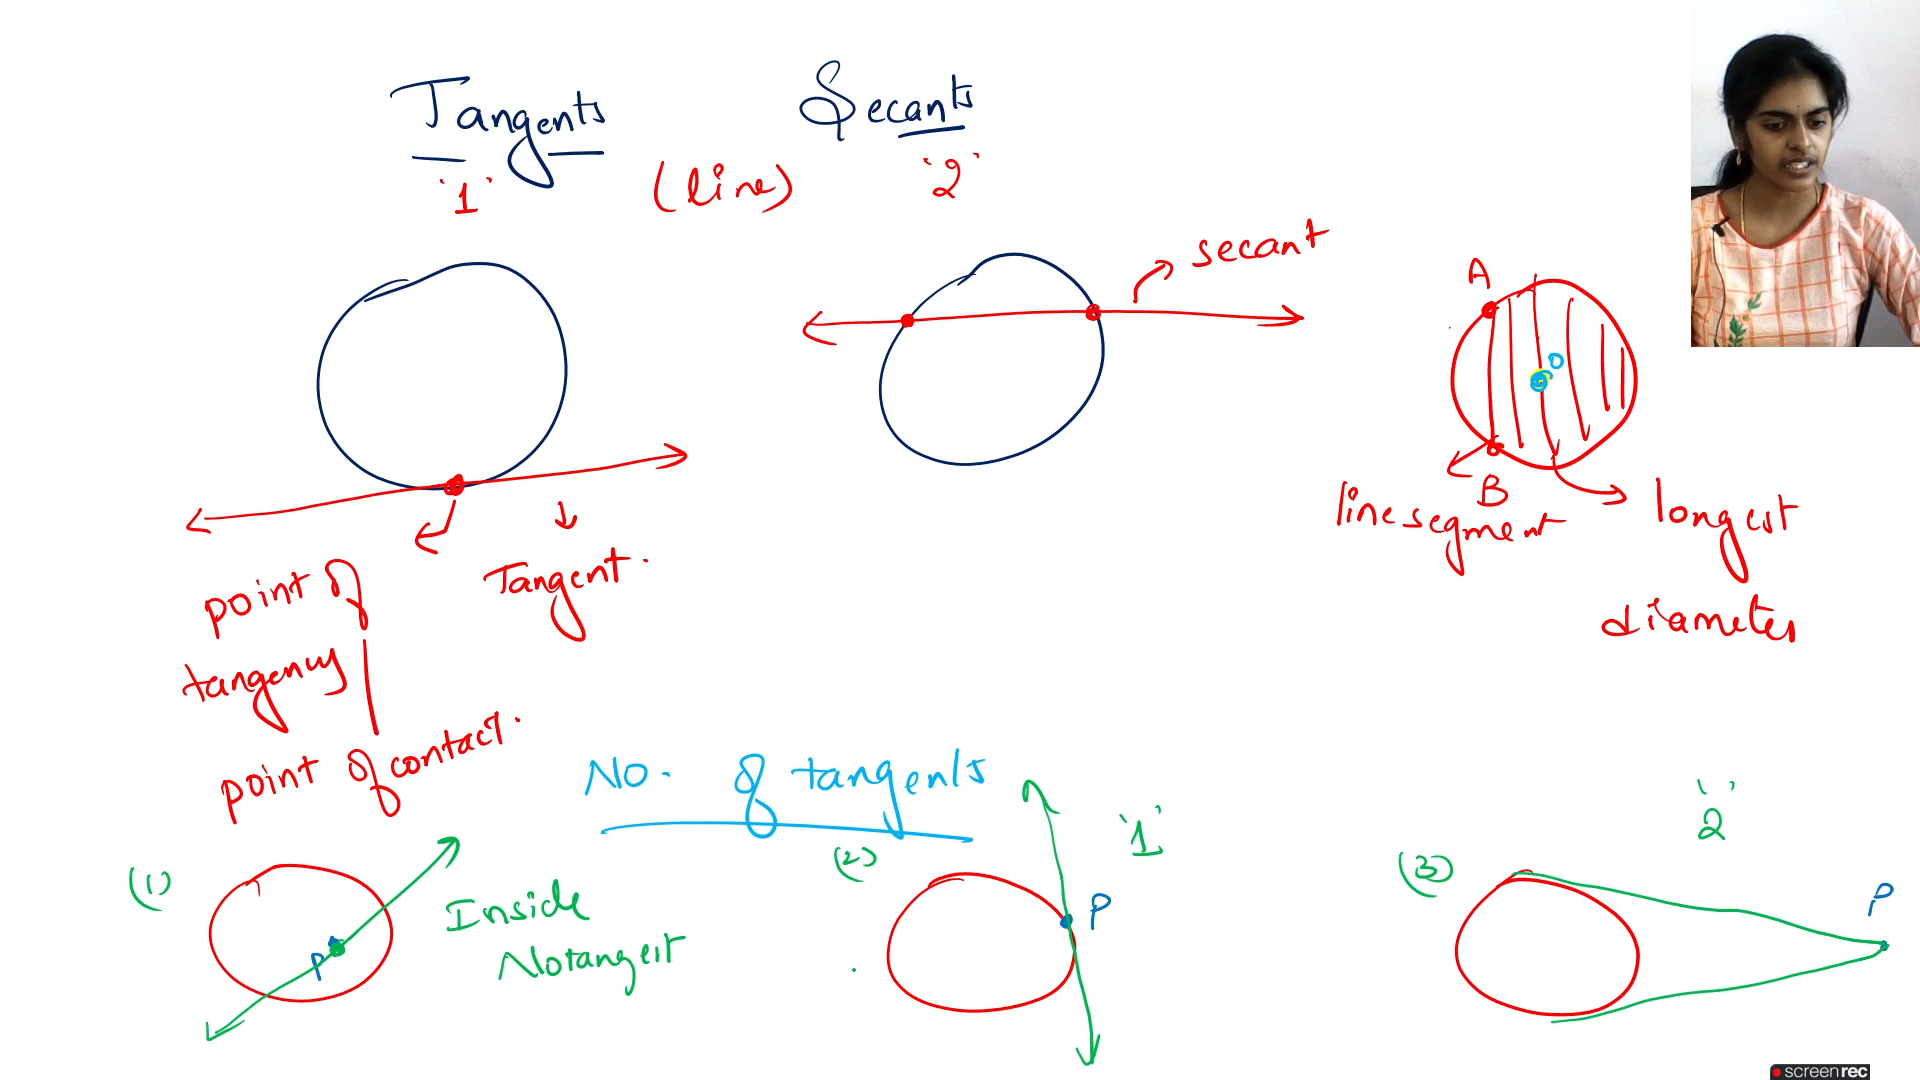 Tangents Secants
'1' (line) '2'
secant
A
O
B
line segment
longest
diameter
point of
tangency
Tangent.
point of contact.
No. of tangents
(1)
P
Inside
No tangent
(2)
'1'
P
(3)
'2'
P
screenrec